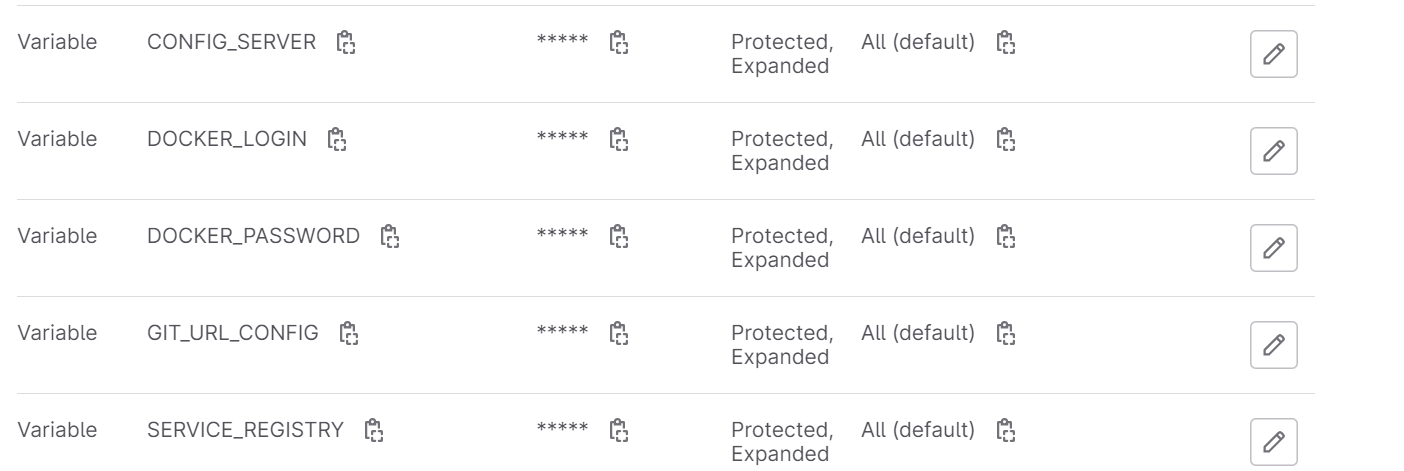 Variable CONFIG_SERVER ***** Protected, All (default)
Expanded
Variable DOCKER_LOGIN ***** Protected, All (default)
Expanded
Variable DOCKER_PASSWORD ***** Protected, All (default)
Expanded
Variable GIT_URL_CONFIG ***** Protected, All (default)
Expanded
Variable SERVICE_REGISTRY ***** Protected, All (default)
Expanded